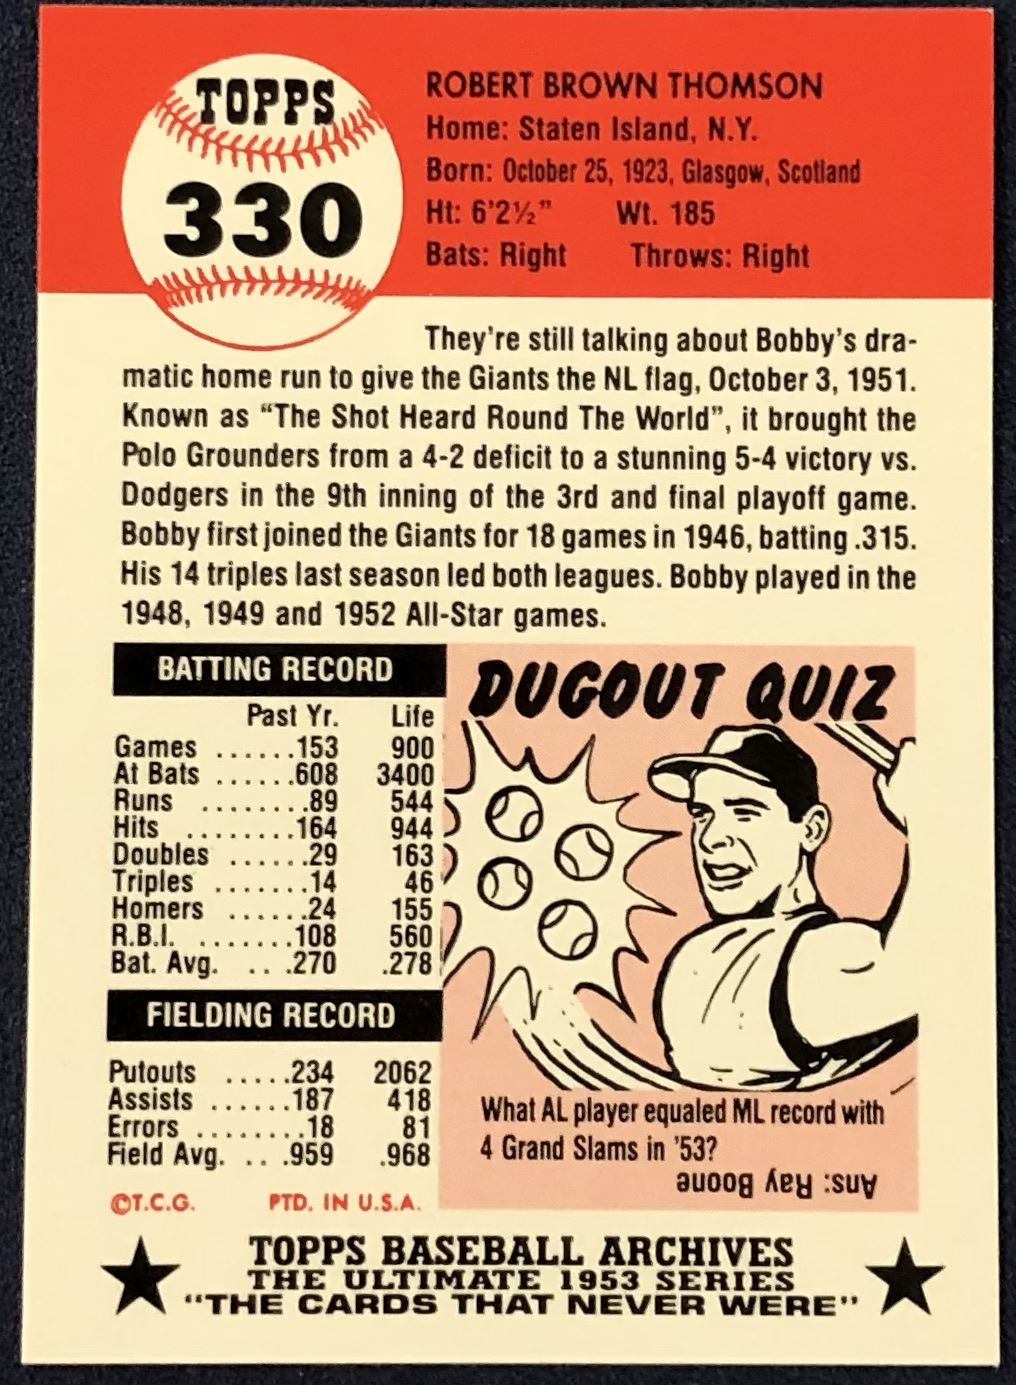 TOPPS
330
ROBERT BROWN THOMSON
Home: Staten Island, N.Y.
Born: October 25, 1923, Glasgow, Scotland
Ht: 6'2½" Wt. 185
Bats: Right Throws: Right
They're still talking about Bobby's dra-
matic home run to give the Giants the NL flag, October 3, 1951.
Known as "The Shot Heard Round The World", it brought the
Polo Grounders from a 4-2 deficit to a stunning 5-4 victory vs.
Dodgers in the 9th inning of the 3rd and final playoff game.
Bobby first joined the Giants for 18 games in 1946, batting .315.
His 14 triples last season led both leagues. Bobby played in the
1948, 1949 and 1952 All-Star games.
BATTING RECORD
Past Yr. Life
Games ......153 900
At Bats ......608 3400
Runs ........89 544
Hits ........164 944
Doubles ......29 163
Triples .......14 46
Homers ......24 155
R.B.I. .......108 560
Bat. Avg. .. .270 .278
FIELDING RECORD
Putouts .....234 2062
Assists ......187 418
Errors ........18 81
Field Avg. .. .959 .968
©T.C.G. PTD. IN U.S.A.
DUGOUT QUIZ
What AL player equaled ML record with
4 Grand Slams in '53?
Ans: Ray Boone
TOPPS BASEBALL ARCHIVES
THE ULTIMATE 1953 SERIES
"THE CARDS THAT NEVER WERE"